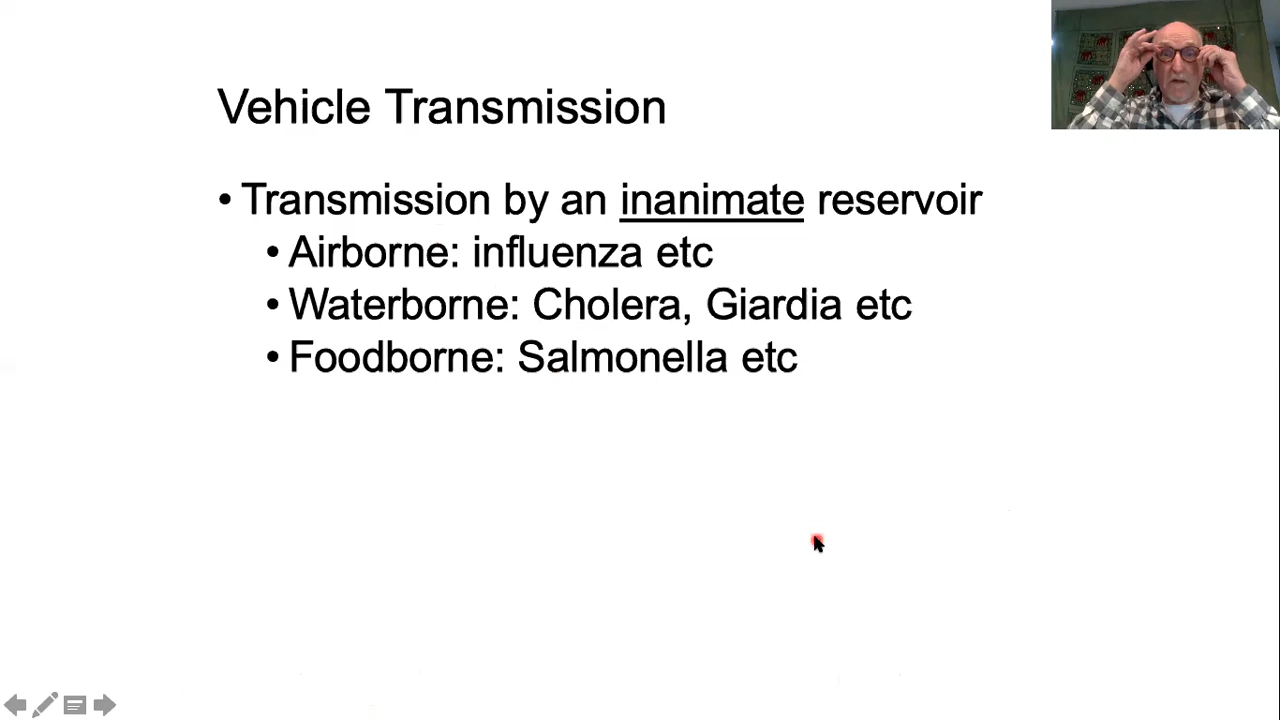 Vehicle Transmission
• Transmission by an inanimate reservoir
• Airborne: influenza etc
• Waterborne: Cholera, Giardia etc
• Foodborne: Salmonella etc